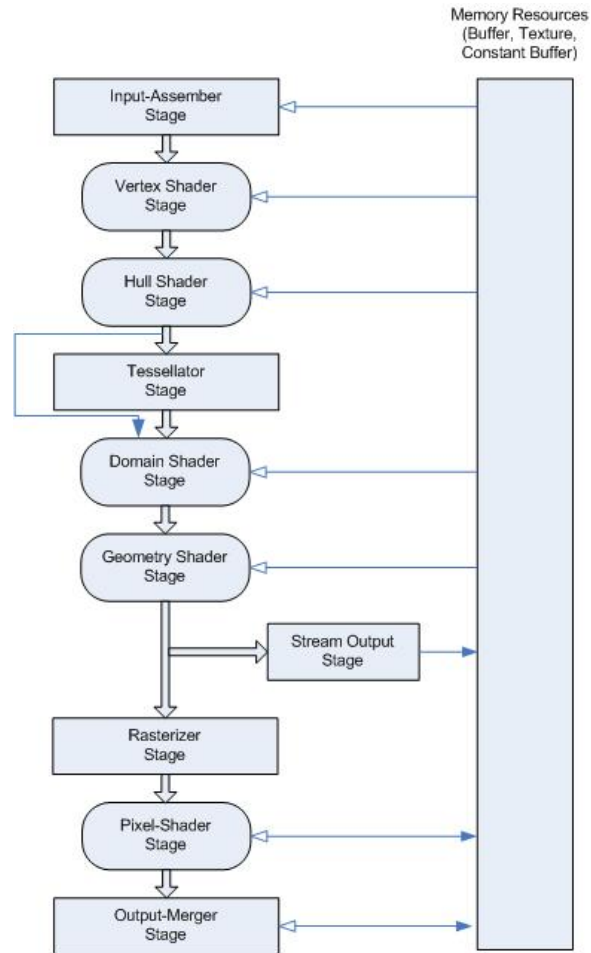 Memory Resources
(Buffer, Texture,
Constant Buffer)
Input-Assember
Stage
Vertex Shader
Stage
Hull Shader
Stage
Tessellator
Stage
Domain Shader
Stage
Geometry Shader
Stage
Stream Output
Stage
Rasterizer
Stage
Pixel-Shader
Stage
Output-Merger
Stage